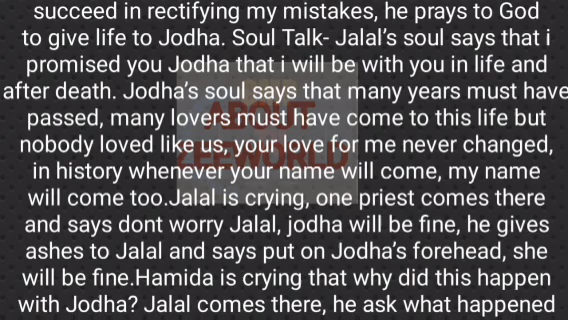 succeed in rectifying my mistakes, he prays to God
to give life to Jodha. Soul Talk- Jalal’s soul says that i
promised you Jodha that i will be with you in life and
after death. Jodha’s soul says that many years must have
passed, many lovers must have come to this life but
nobody loved like us, your love for me never changed,
in history whenever your name will come, my name
will come too.Jalal is crying, one priest comes there
and says dont worry Jalal, jodha will be fine, he gives
ashes to Jalal and says put on Jodha’s forehead, she
will be fine.Hamida is crying that why did this happen
with Jodha? Jalal comes there, he ask what happened
ABOUT
ZEEWORLD